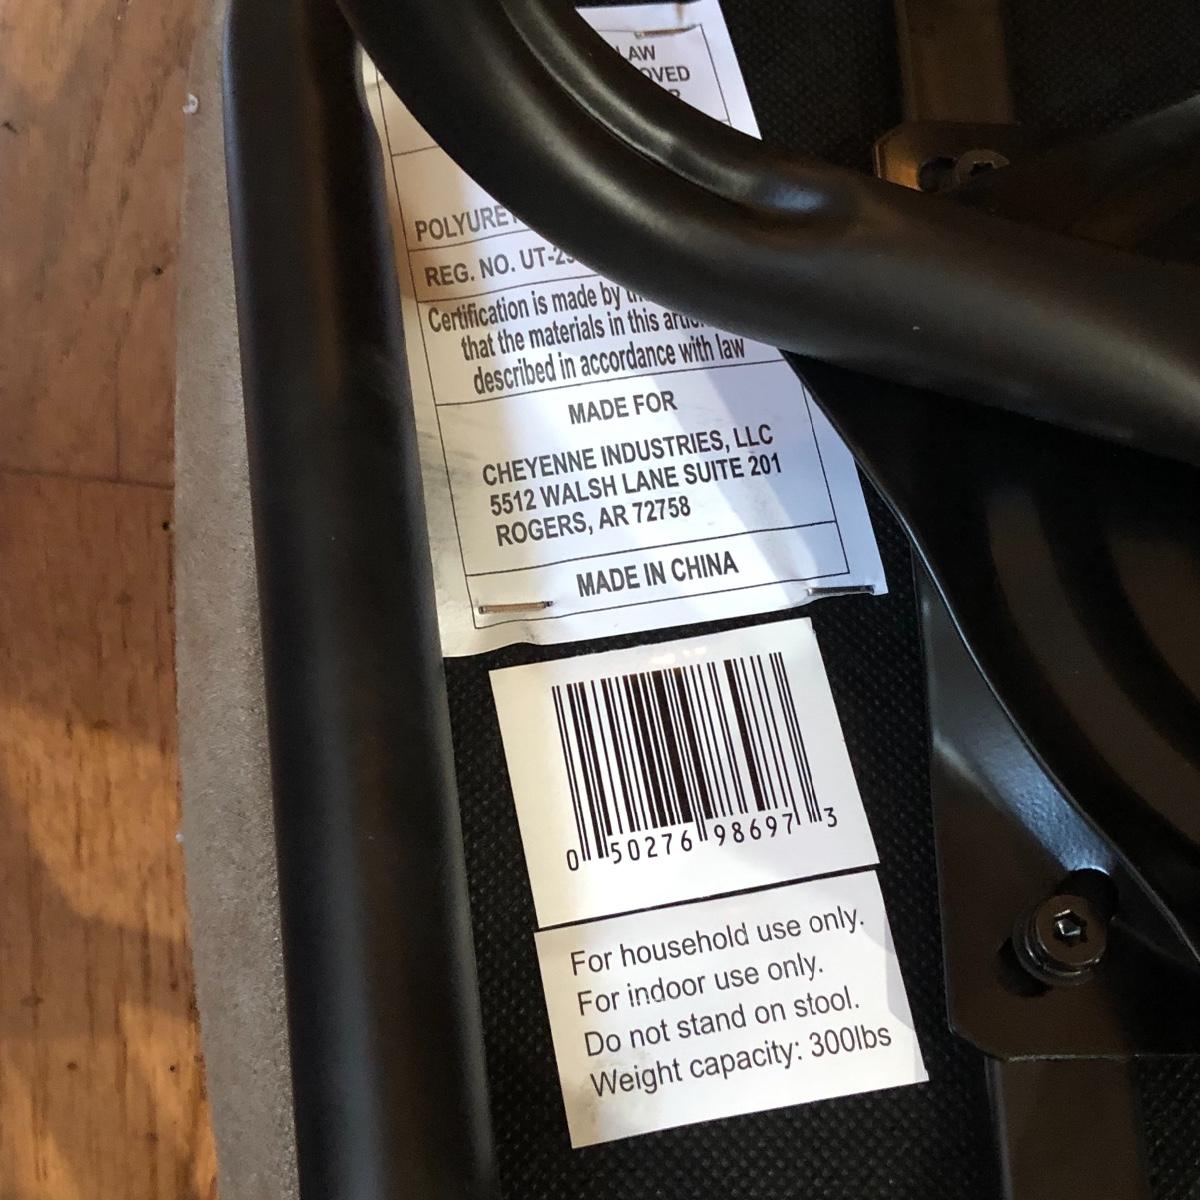 LAW
POLYURET
REG. NO. UT-2
Certification is made by
that the materials in this
described in accordance with law
MADE FOR
CHEYENNE INDUSTRIES, LLC
5512 WALSH LANE SUITE 201
ROGERS, AR 72758
MADE IN CHINA
0 50276 98697 3
For household use only.
For indoor use only.
Do not stand on stool.
Weight capacity: 300lbs